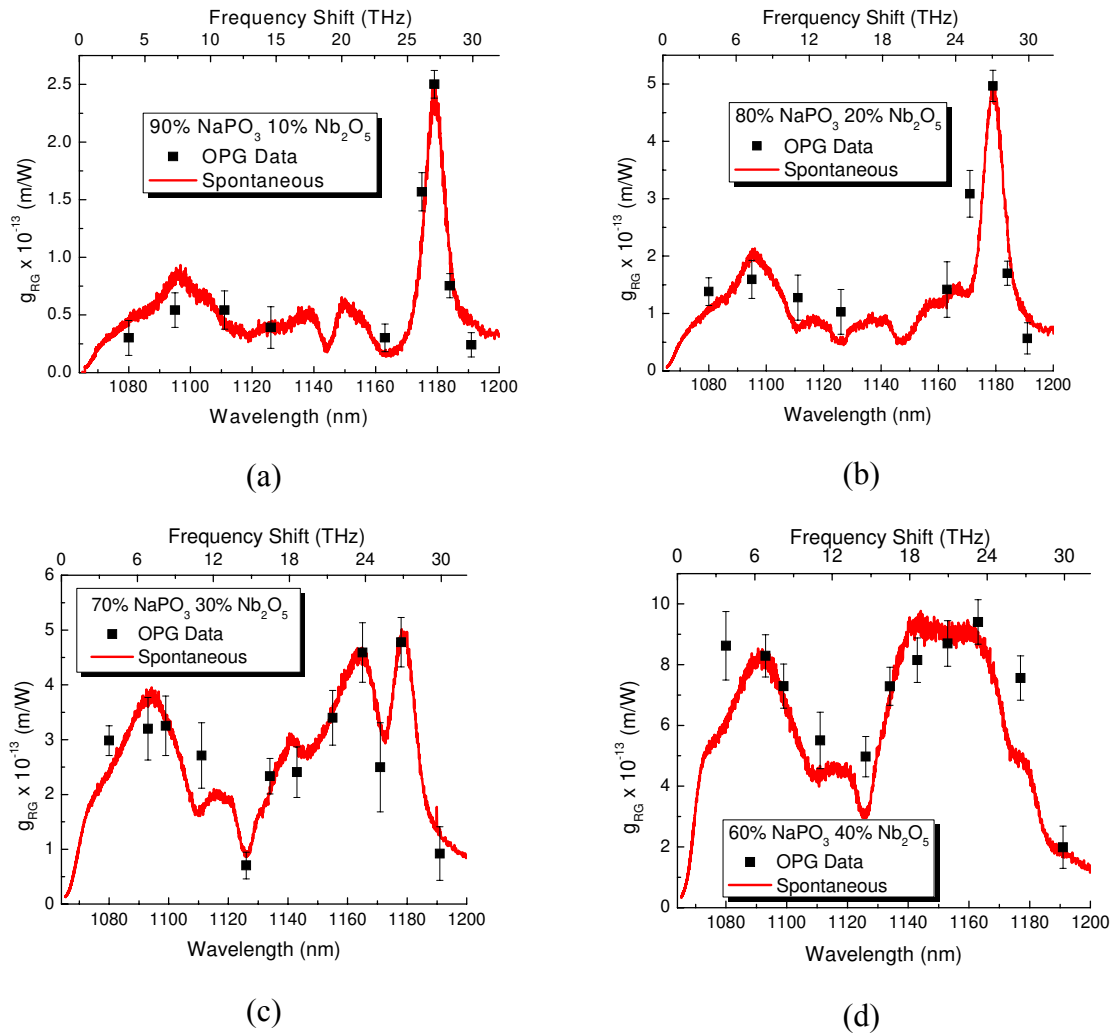 Frequency Shift (THz)
0 5 10 15 20 25 30
2.5
2.0
1.5
1.0
0.5
0.0
g_RG x 10^-13 (m/W)
90% NaPO3 10% Nb2O5
OPG Data
Spontaneous
1080 1100 1120 1140 1160 1180 1200
Wavelength (nm)
(a)
Frequency Shift (THz)
0 6 12 18 24 30
5
4
3
2
1
0
g_RG x 10^-13 (m/W)
80% NaPO3 20% Nb2O5
OPG Data
Spontaneous
1080 1100 1120 1140 1160 1180 1200
Wavelength (nm)
(b)
Frequency Shift (THz)
0 6 12 18 24 30
6
5
4
3
2
1
0
g_RG x 10^-13 (m/W)
70% NaPO3 30% Nb2O5
OPG Data
Spontaneous
1080 1100 1120 1140 1160 1180 1200
Wavelength (nm)
(c)
Frequency Shift (THz)
0 6 12 18 24 30
10
8
6
4
2
0
g_RG x 10^-13 (m/W)
60% NaPO3 40% Nb2O5
OPG Data
Spontaneous
1080 1100 1120 1140 1160 1180 1200
Wavelength (nm)
(d)